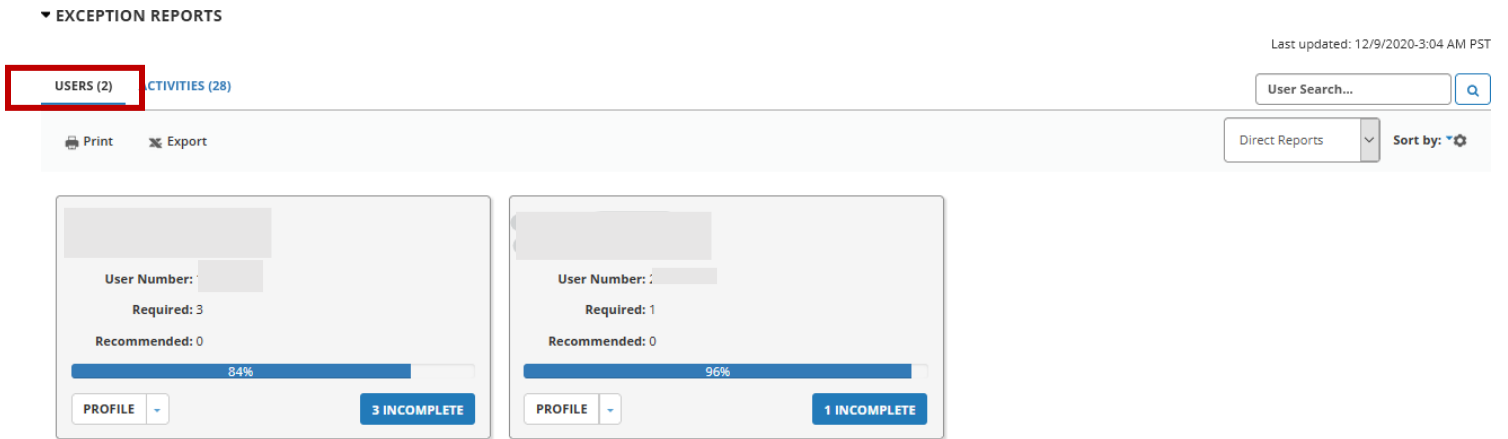 EXCEPTION REPORTS
Last updated: 12/9/2020-3:04 AM PST
USERS (2) ACTIVITIES (28) User Search...
Print Export Direct Reports Sort by:
User Number: User Number:
Required: 3 Required: 1
Recommended: 0 Recommended: 0
84% 96%
PROFILE 3 INCOMPLETE PROFILE 1 INCOMPLETE